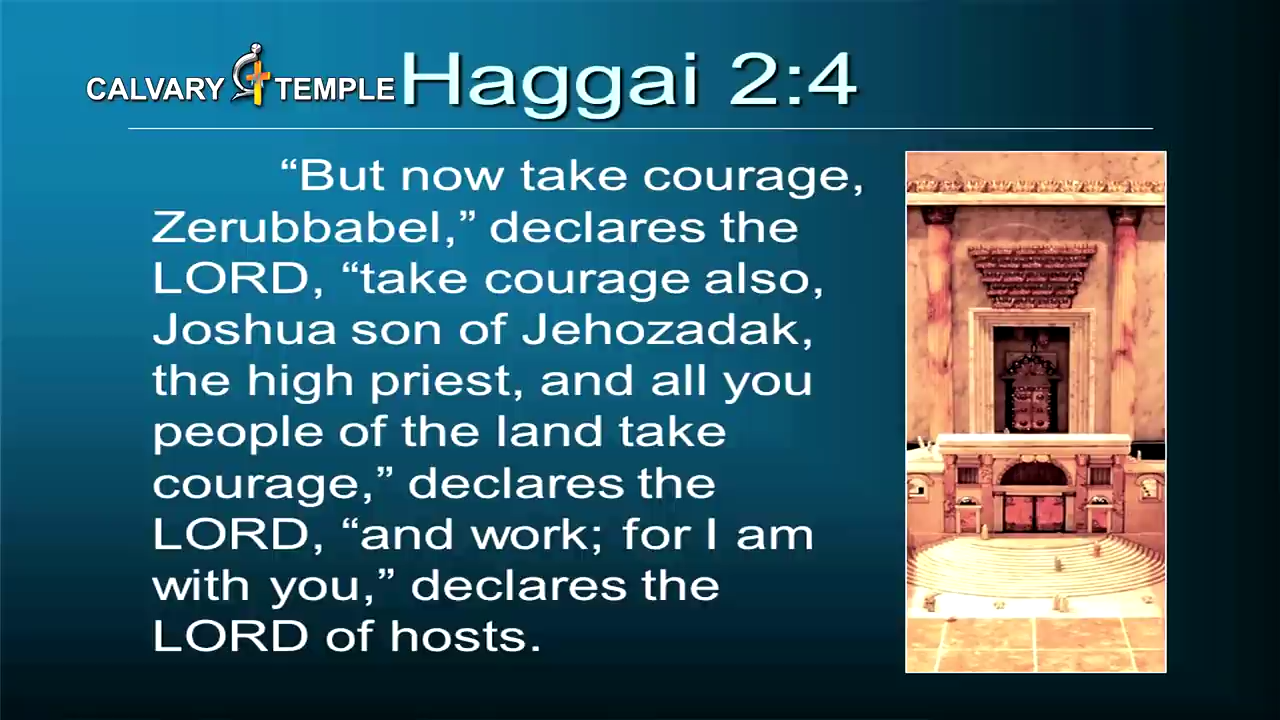 CALVARY TEMPLE Haggai 2:4
“But now take courage,
Zerubbabel,” declares the
LORD, “take courage also,
Joshua son of Jehozadak,
the high priest, and all you
people of the land take
courage,” declares the
LORD, “and work; for I am
with you,” declares the
LORD of hosts.